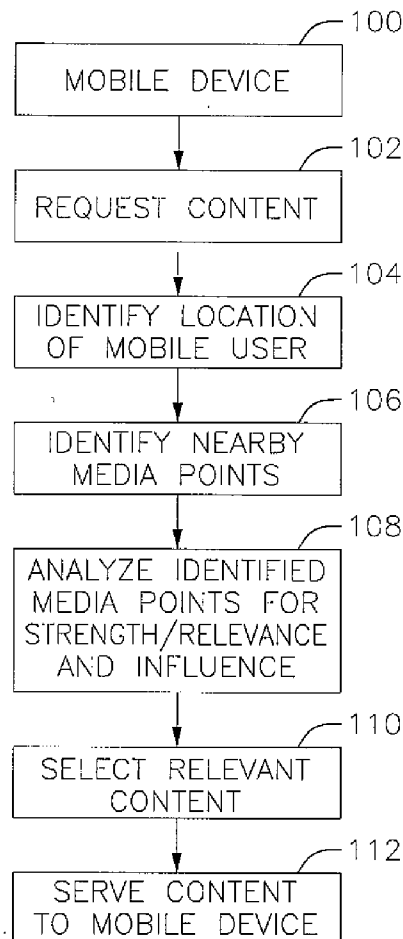 100
MOBILE DEVICE
102
REQUEST CONTENT
104
IDENTIFY LOCATION
OF MOBILE USER
106
IDENTIFY NEARBY
MEDIA POINTS
108
ANALYZE IDENTIFIED
MEDIA POINTS FOR
STRENGTH/RELEVANCE
AND INFLUENCE
110
SELECT RELEVANT
CONTENT
112
SERVE CONTENT
TO MOBILE DEVICE